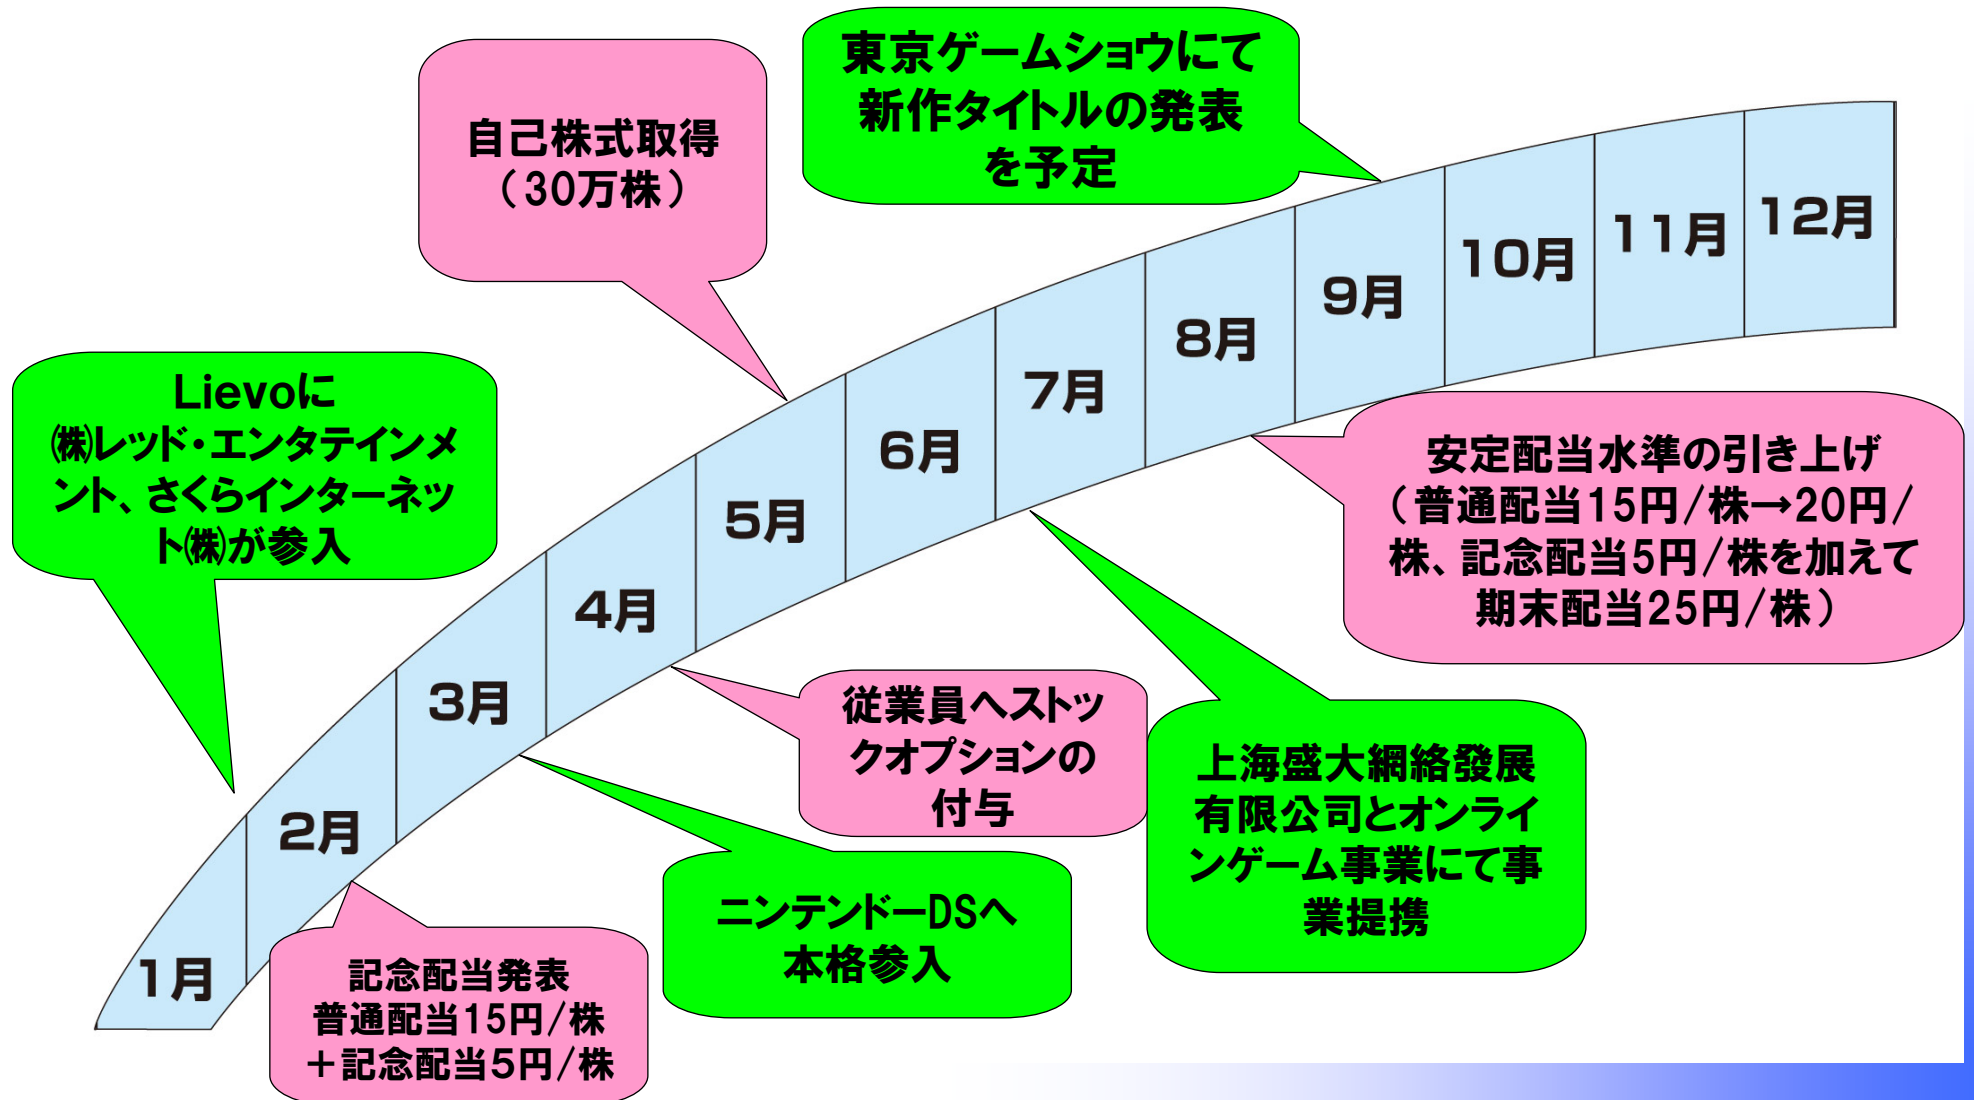 東京ゲームショウにて
新作タイトルの発表
を予定
自己株式取得
（30万株）
Lievoに
㈱レッド・エンタテインメ
ント、さくらインターネッ
ト㈱が参入
1月
2月
3月
4月
5月
6月
7月
8月
9月
10月
11月
12月
安定配当水準の引き上げ
（普通配当15円/株→20円/
株、記念配当5円/株を加えて
期末配当25円/株）
従業員へストッ
クオプションの
付与
上海盛大網絡發展
有限公司とオンライ
ンゲーム事業にて事
業提携
ニンテンドーDSへ
本格参入
記念配当発表
普通配当15円/株
＋記念配当5円/株